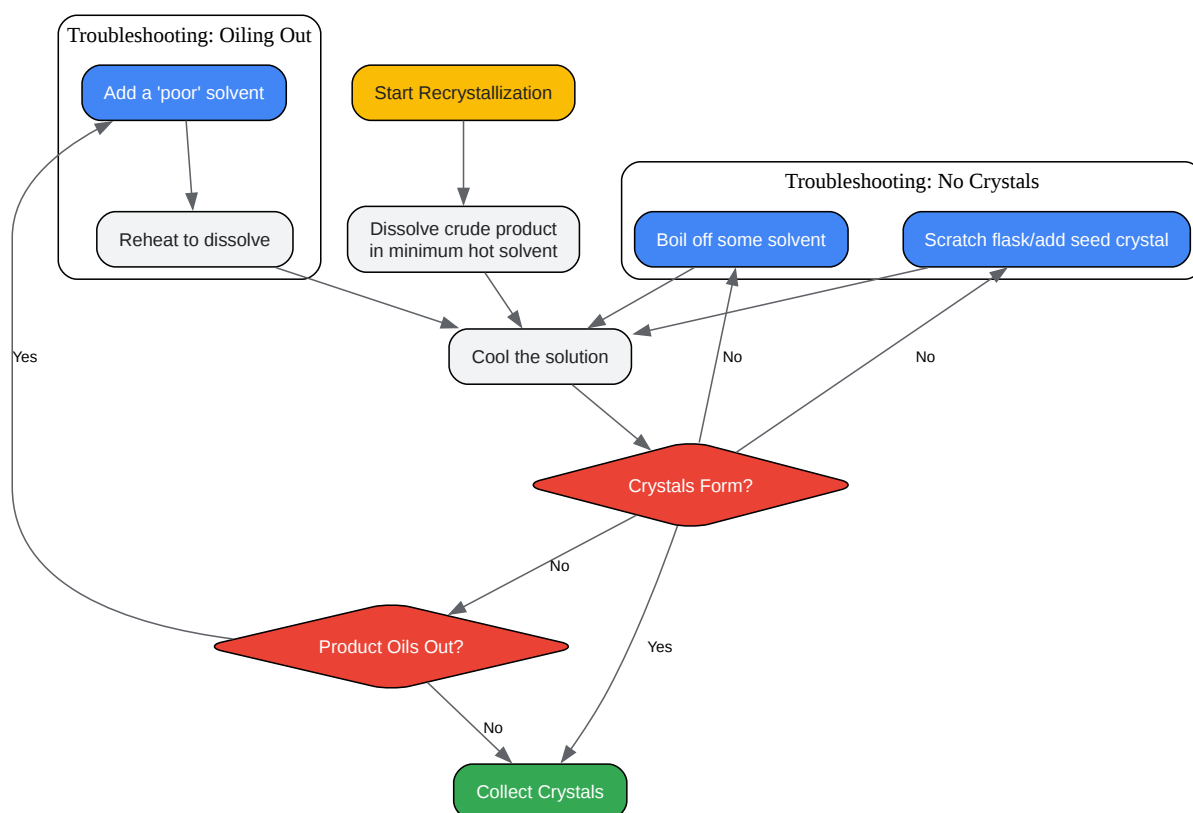 Troubleshooting: Oiling Out
Add a 'poor' solvent
Start Recrystallization
Troubleshooting: No Crystals
Reheat to dissolve
Dissolve crude product
in minimum hot solvent
Boil off some solvent
Scratch flask/add seed crystal
Yes
Cool the solution
No
No
Crystals Form?
No
Product Oils Out?
Yes
No
Collect Crystals